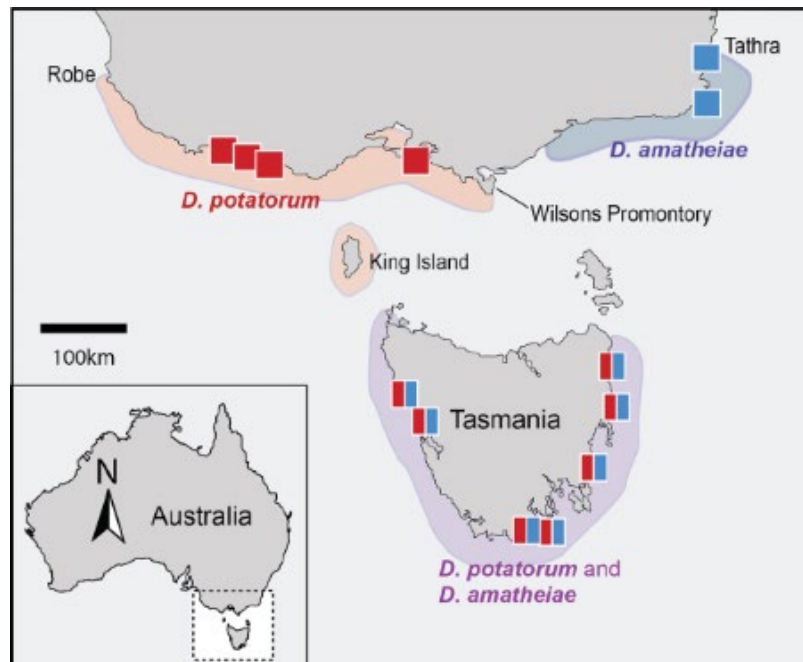 Tathra
Robe
D. amatheiae
D. potatorum
Wilsons Promontory
King Island
100km
Tasmania
N
Australia
D. potatorum and
D. amatheiae